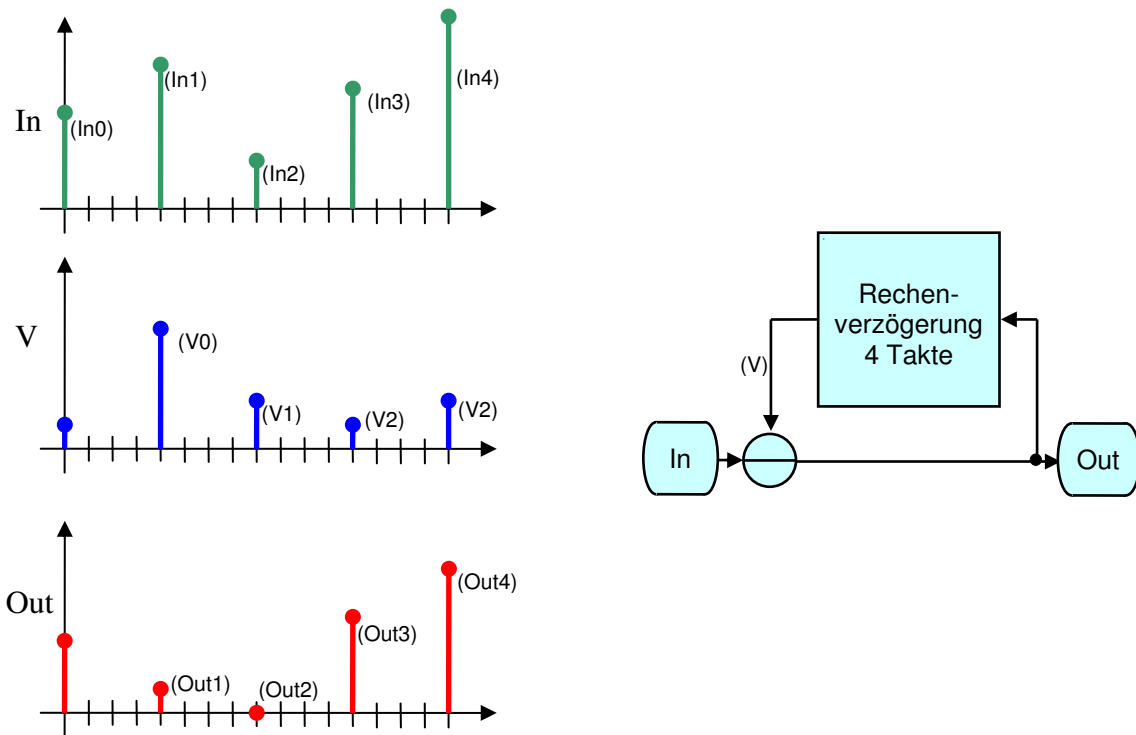 In
(In0)
(In1)
(In2)
(In3)
(In4)
V
(V0)
(V1)
(V2)
(V2)
Out
(Out1)
(Out2)
(Out3)
(Out4)
Rechen-
verzögerung
4 Takte
(V)
In
Out